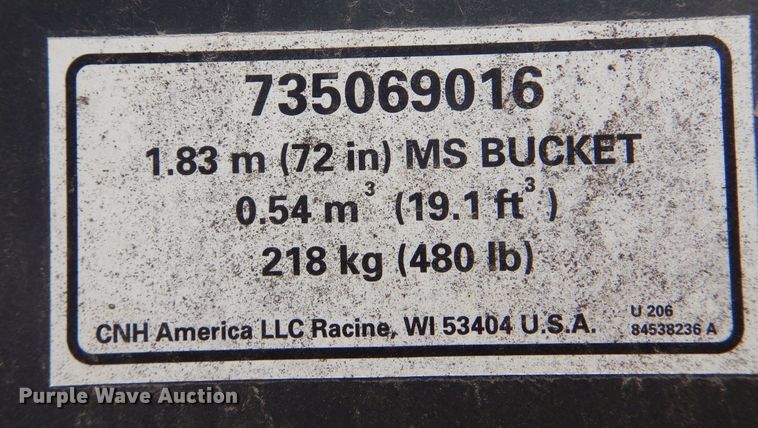 735069016
1.83 m (72 in) MS BUCKET
0.54 m³ (19.1 ft³)
218 kg (480 lb)
CNH America LLC Racine, WI 53404 U.S.A.
U 206
84538236 A
Purple Wave Auction